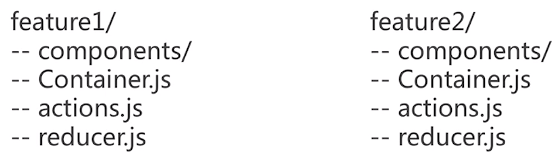 feature1/
-- components/
-- Container.js
-- actions.js
-- reducer.js
feature2/
-- components/
-- Container.js
-- actions.js
-- reducer.js